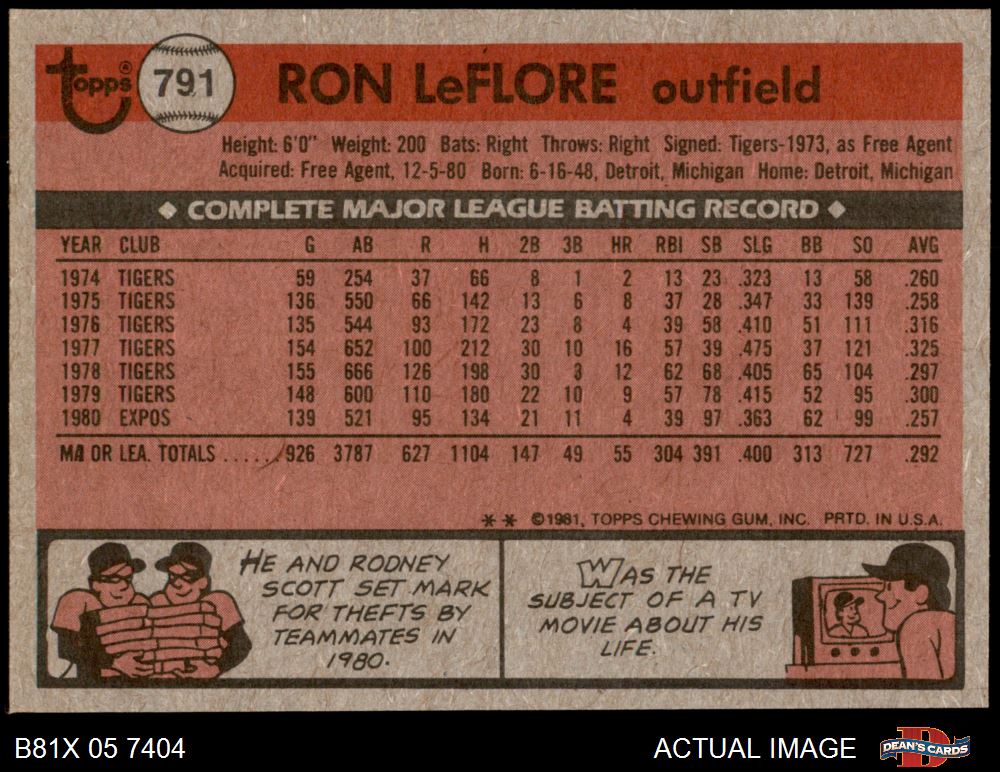 Topps®
791
RON LeFLORE outfield
Height: 6'0" Weight: 200 Bats: Right Throws: Right Signed: Tigers-1973, as Free Agent
Acquired: Free Agent, 12-5-80 Born: 6-16-48, Detroit, Michigan Home: Detroit, Michigan
◆ COMPLETE MAJOR LEAGUE BATTING RECORD ◆
YEAR CLUB G AB R H 2B 3B HR RBI SB SLG BB SO AVG
1974 TIGERS 59 254 37 66 8 1 2 13 23 .323 13 58 .260
1975 TIGERS 136 550 66 142 13 6 8 37 28 .347 33 139 .258
1976 TIGERS 135 544 93 172 23 8 4 39 58 .410 51 111 .316
1977 TIGERS 154 652 100 212 30 10 16 57 39 .475 37 121 .325
1978 TIGERS 155 666 126 198 30 3 12 62 68 .405 65 104 .297
1979 TIGERS 148 600 110 180 22 10 9 57 78 .415 52 95 .300
1980 EXPOS 139 521 95 134 21 11 4 39 97 .363 62 99 .257
MAJOR LEA. TOTALS ...... 926 3787 627 1104 147 49 55 304 391 .400 313 727 .292
** ©1981, TOPPS CHEWING GUM, INC. PRTD. IN U.S.A.
HE AND RODNEY
SCOTT SET MARK
FOR THEFTS BY
TEAMMATES IN
1980.
WAS THE
SUBJECT OF A TV
MOVIE ABOUT HIS
LIFE.
B81X 05 7404
ACTUAL IMAGE
DEAN'S CARDS